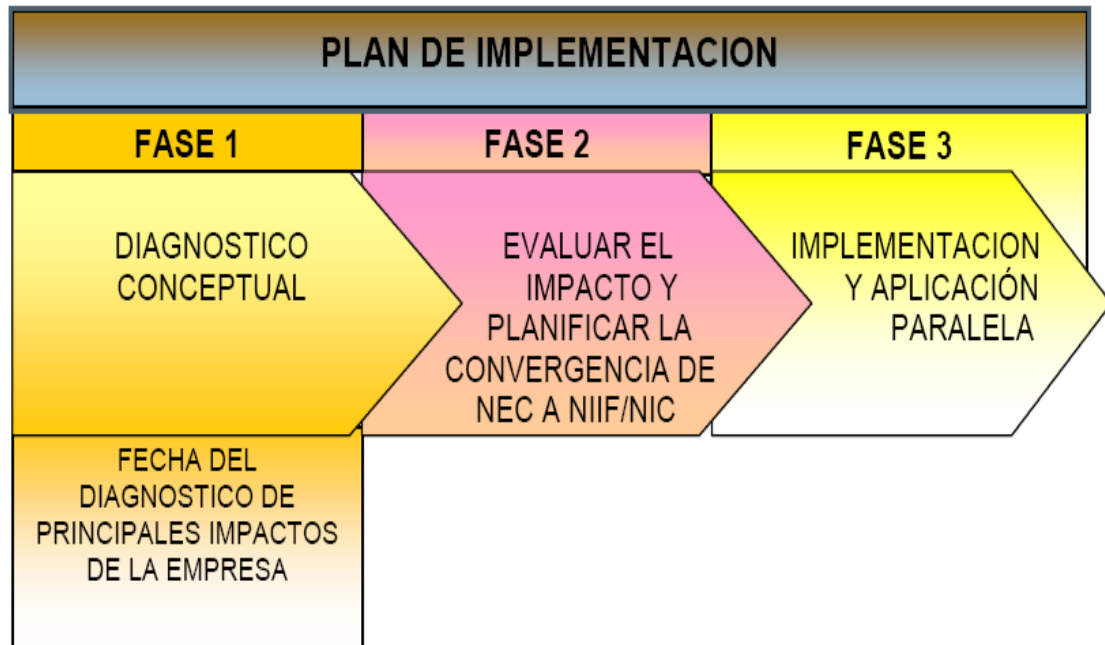 PLAN DE IMPLEMENTACION
FASE 1
FASE 2
FASE 3
DIAGNOSTICO
CONCEPTUAL
EVALUAR EL
IMPACTO Y
PLANIFICAR LA
CONVERGENCIA DE
NEC A NIIF/NIC
IMPLEMENTACION
Y APLICACIÓN
PARALELA
FECHA DEL
DIAGNOSTICO DE
PRINCIPALES IMPACTOS
DE LA EMPRESA